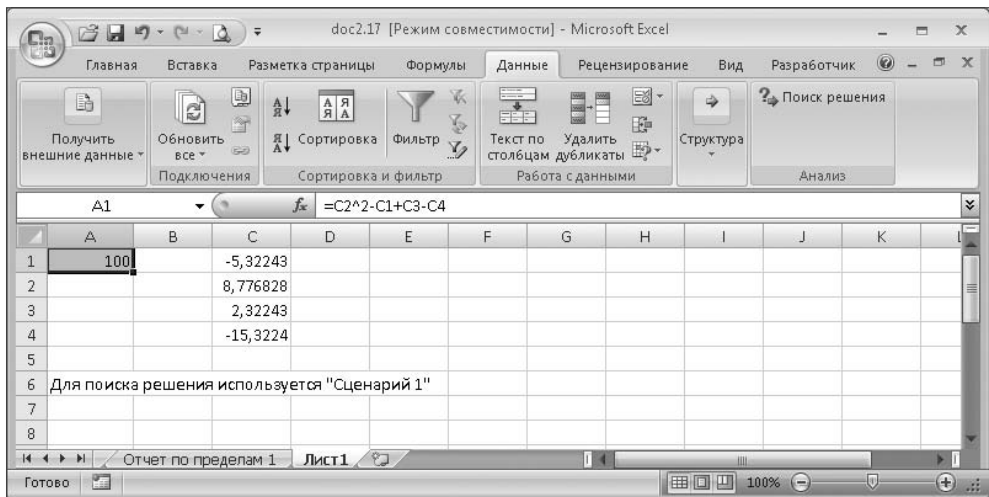 doc2.17 [Режим совместимости] - Microsoft Excel
Главная Вставка Разметка страницы Формулы Данные Рецензирование Вид Разработчик
Получить внешние данные
Обновить все
Сортировка
Фильтр
Текст по столбцам
Удалить дубликаты
Структура
Поиск решения
Подключения Сортировка и фильтр Работа с данными Анализ
A1 fx =C2^2-C1+C3-C4
A B C D E F G H I J K L
1 100 -5,32243
2 8,776828
3 2,32243
4 -15,3224
5
6 Для поиска решения используется "Сценарий 1"
7
8
Отчет по пределам 1 Лист1
Готово 100%